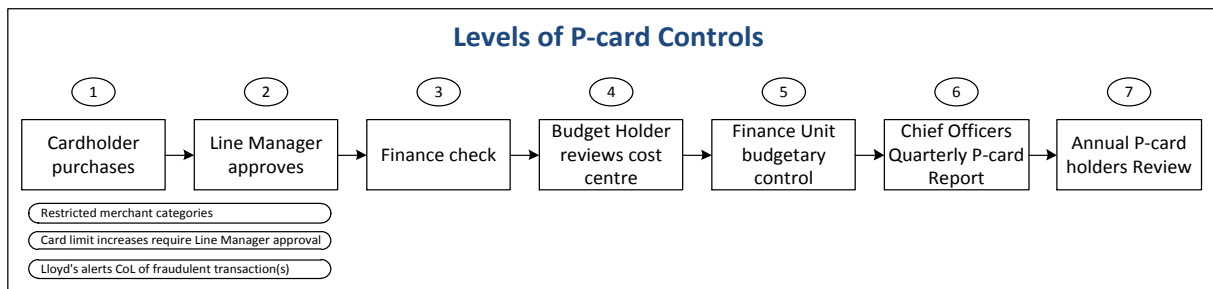 Levels of P-card Controls
1
2
3
4
5
6
7
Cardholder
purchases
Line Manager
approves
Finance check
Budget Holder
reviews cost
centre
Finance Unit
budgetary
control
Chief Officers
Quarterly P-card
Report
Annual P-card
holders Review
Restricted merchant categories
Card limit increases require Line Manager approval
Lloyd's alerts CoL of fraudulent transaction(s)